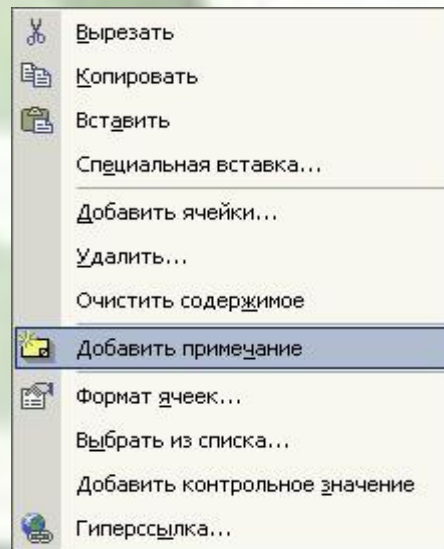 Вырезать
Копировать
Вставить
Специальная вставка...
Добавить ячейки...
Удалить...
Очистить содержимое
Добавить примечание
Формат ячеек...
Выбрать из списка...
Добавить контрольное значение
Гиперссылка...